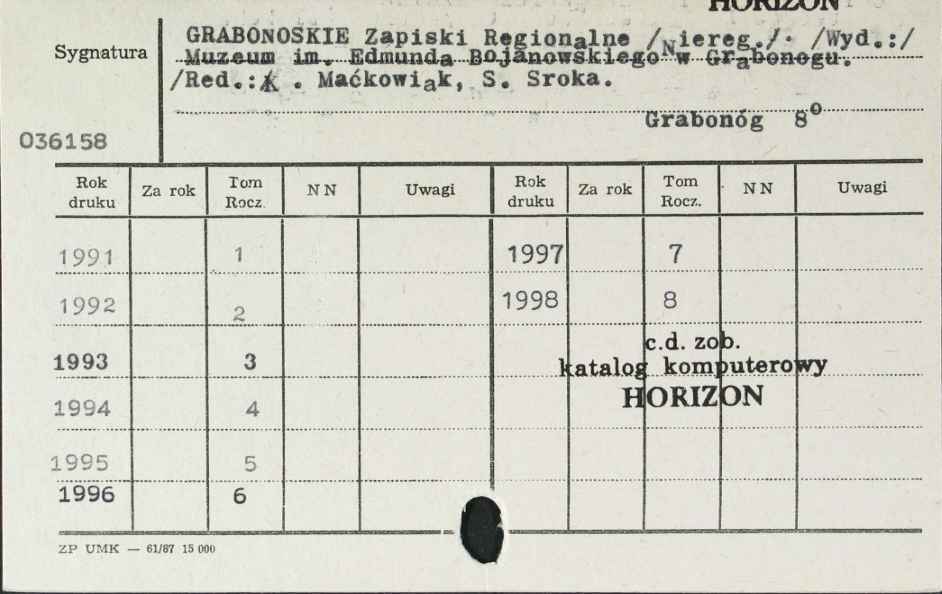 HORIZON
Sygnatura
GRABONOSKIE Zapiski Regionalne /Niereg./. /Wyd.:/
Muzeum im. Edmunda Bojanowskiego w Grabonogu.
/Red.: . Maćkowiak, S. Sroka.
Grabonóg 8⁰
036158
Rok druku Za rok Tom Rocz. NN Uwagi Rok druku Za rok Tom Rocz. NN Uwagi
1991 1 1997 7
1992 2 1998 8
c.d. zob.
1993 3 katalog komputerowy
HORIZON
1994 4
1995 5
1996 6
ZP UMK — 61/87 15 000